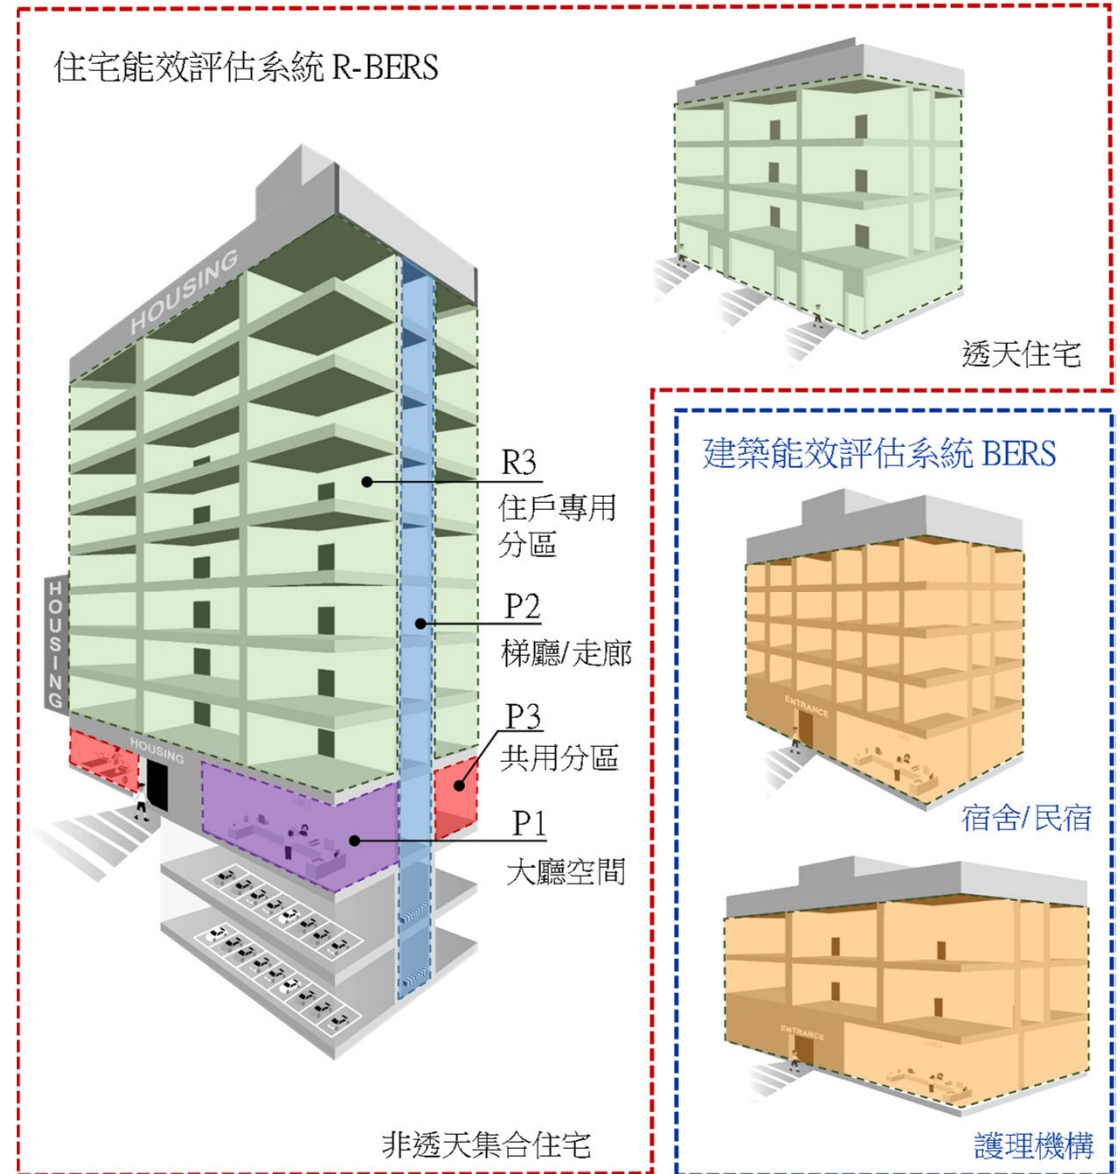 住宅能效評估系統 R-BERS
HOUSING
透天住宅
R3
住戶專用
分區
P2
梯廳/走廊
P3
共用分區
P1
大廳空間
HOUSING
HOUSING
非透天集合住宅
建築能效評估系統 BERS
ENTRANCE
宿舍/民宿
ENTRANCE
護理機構